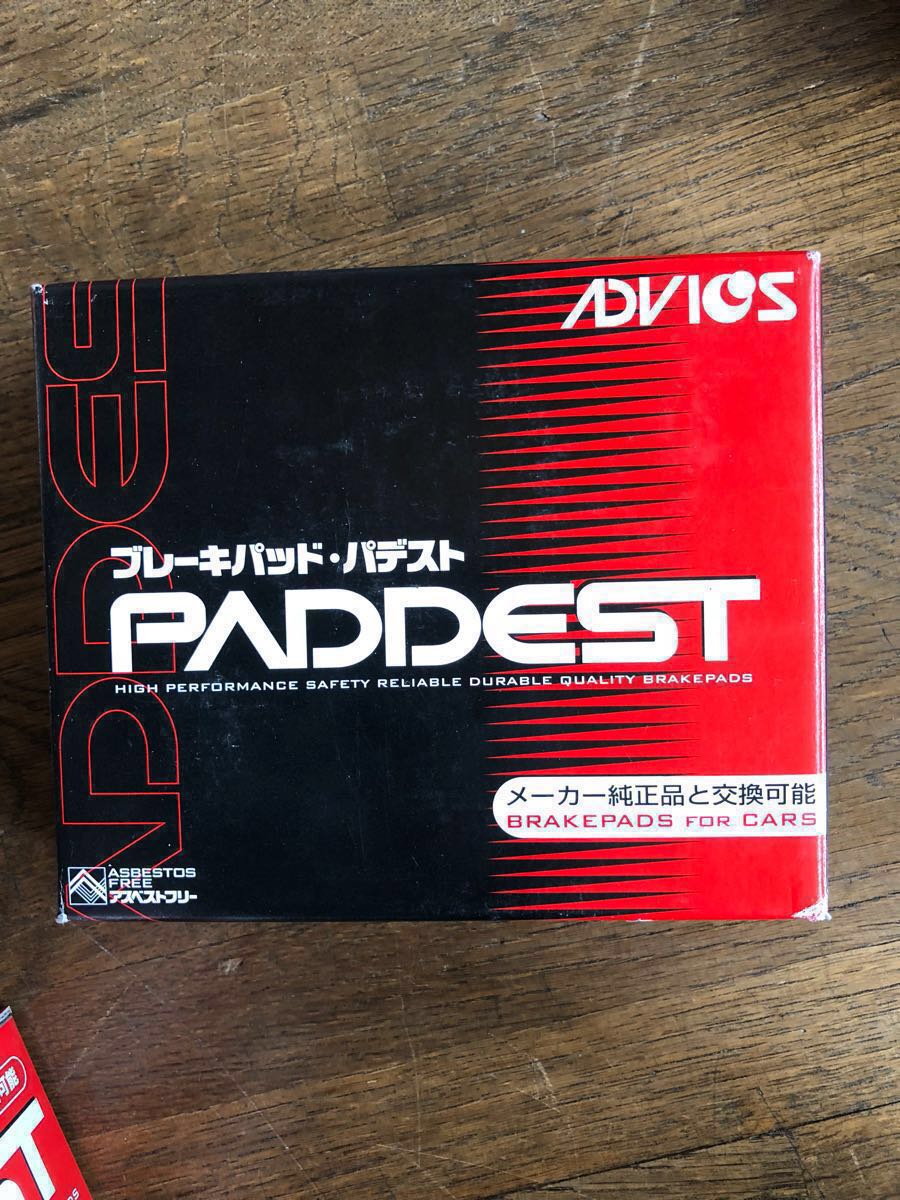 ADVICS
ブレーキパッド・パデスト
PADDEST
HIGH PERFORMANCE SAFETY RELIABLE DURABLE QUALITY BRAKEPADS
メーカー純正品と交換可能
BRAKEPADS FOR CARS
ASBESTOS
FREE
アスベストフリー
可能